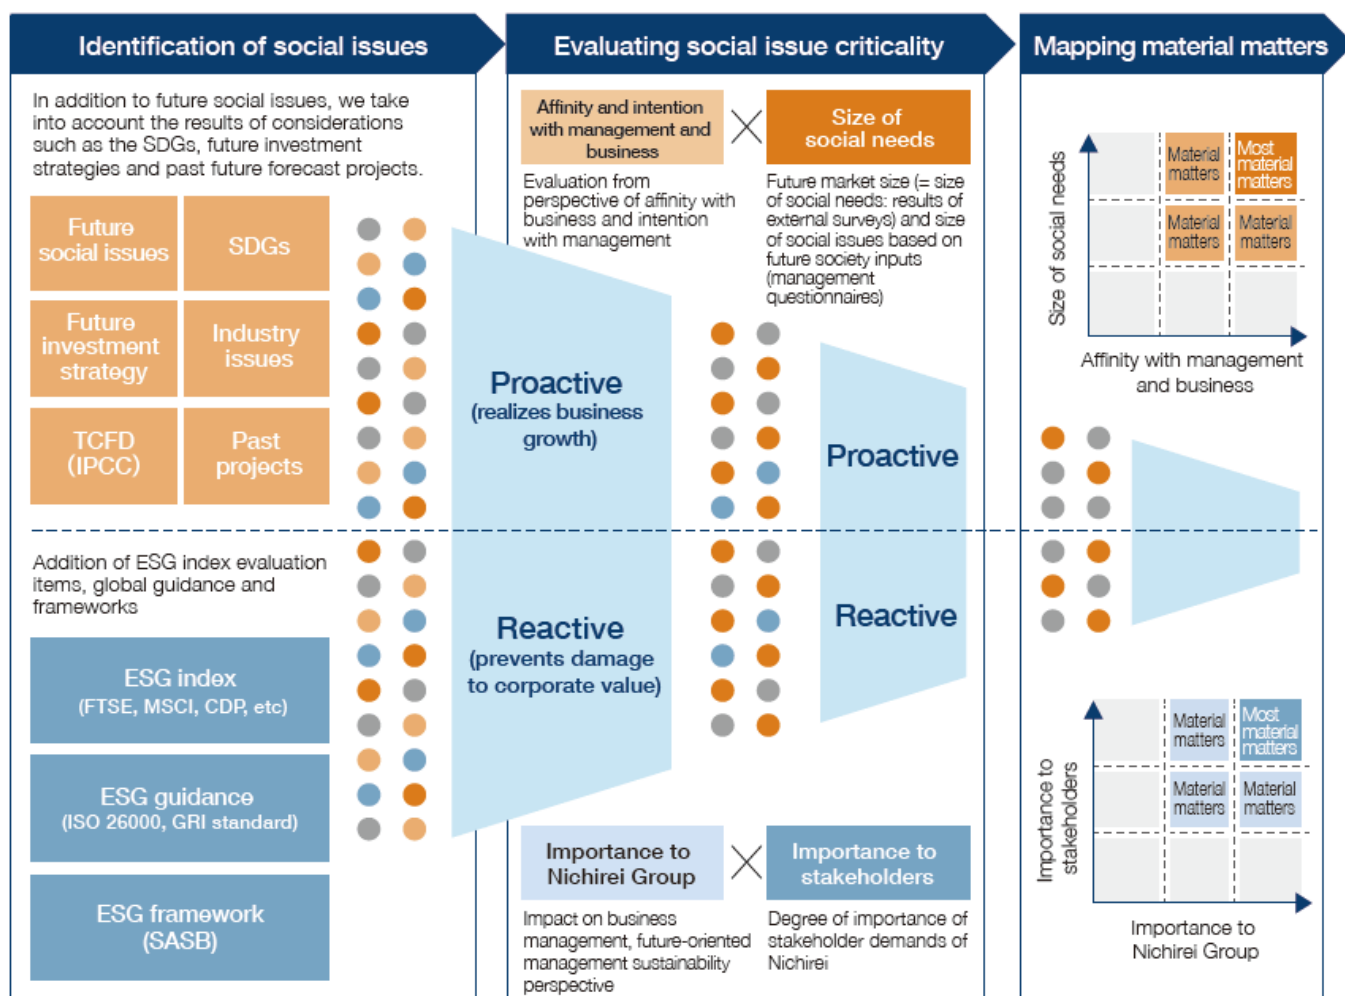 Identification of social issues
Evaluating social issue criticality
Mapping material matters
In addition to future social issues, we take
into account the results of considerations
such as the SDGs, future investment
strategies and past future forecast projects.
Future
social issues
SDGs
Future
investment
strategy
Industry
issues
TCFD
(IPCC)
Past
projects
Addition of ESG index evaluation
items, global guidance and
frameworks
ESG index
(FTSE, MSCI, CDP, etc)
ESG guidance
(ISO 26000, GRI standard)
ESG framework
(SASB)
Proactive
(realizes business
growth)
Reactive
(prevents damage
to corporate value)
Affinity and intention
with management and
business
Size of
social needs
Evaluation from
perspective of affinity with
business and intention
with management
Future market size (= size
of social needs: results of
external surveys) and size
of social issues based on
future society inputs
(management
questionnaires)
Proactive
Reactive
Importance to
Nichirei Group
Importance to
stakeholders
Impact on business
management, future-oriented
management sustainability
perspective
Degree of importance of
stakeholder demands of
Nichirei
Size of social needs
Material
matters
Most
material
matters
Material
matters
Material
matters
Affinity with management
and business
Importance to
stakeholders
Material
matters
Most
material
matters
Material
matters
Material
matters
Importance to
Nichirei Group